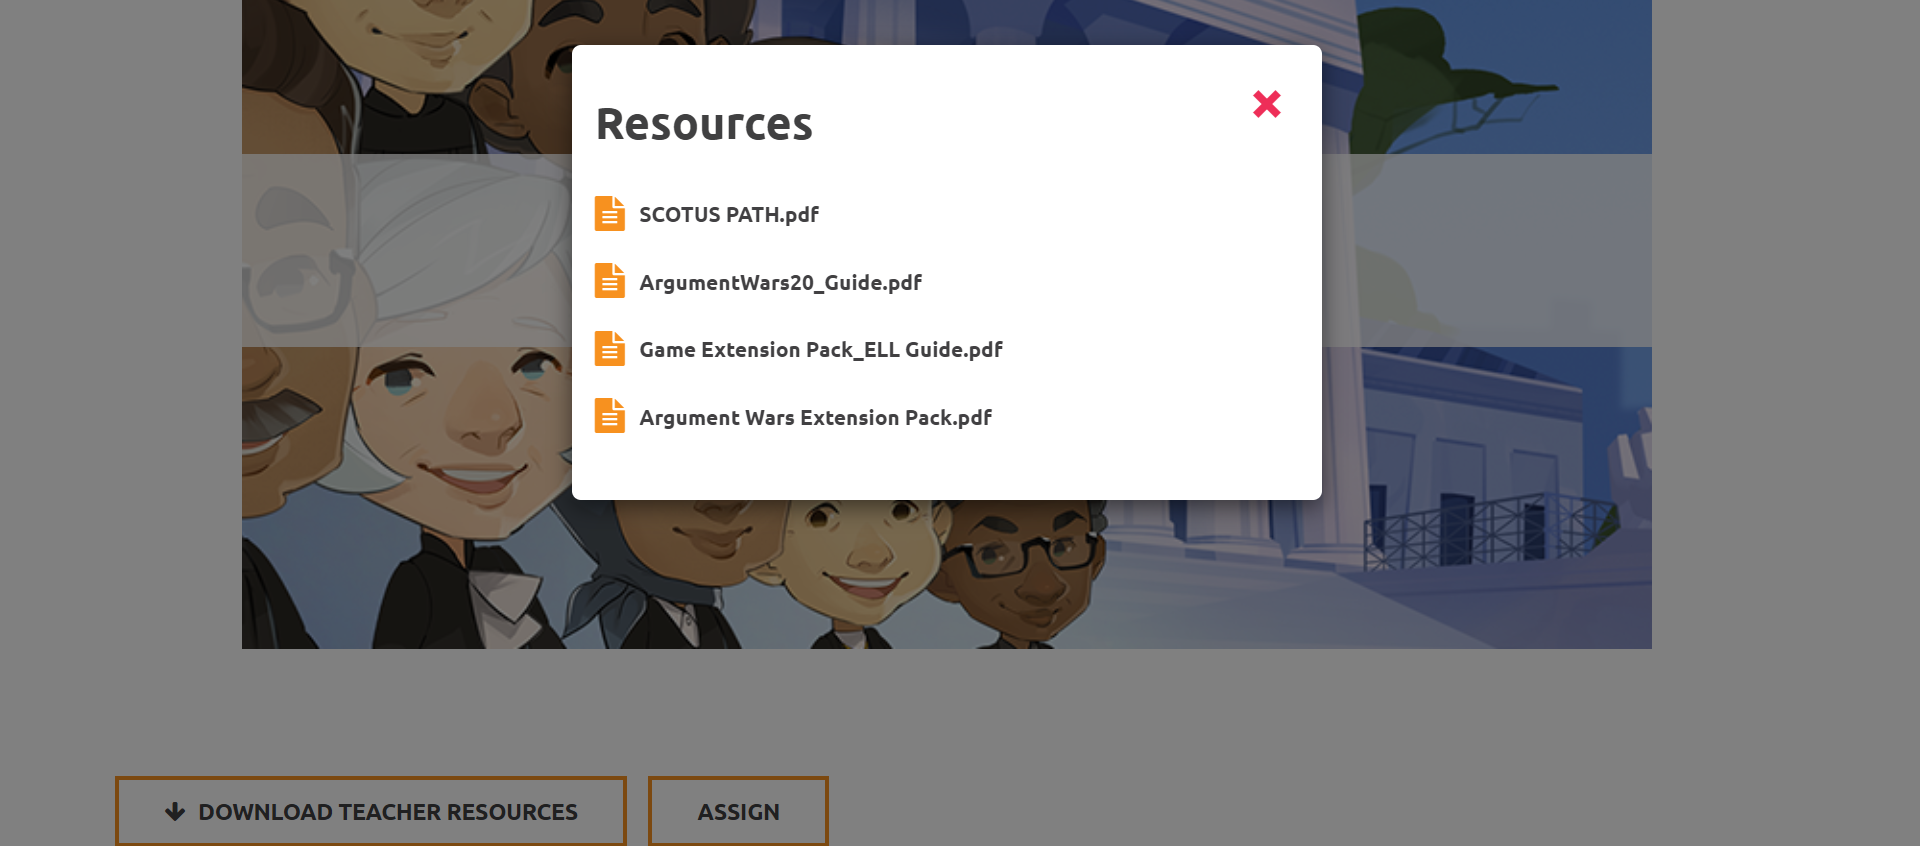 Resources
SCOTUS PATH.pdf
ArgumentWars20_Guide.pdf
Game Extension Pack_ELL Guide.pdf
Argument Wars Extension Pack.pdf
DOWNLOAD TEACHER RESOURCES
ASSIGN